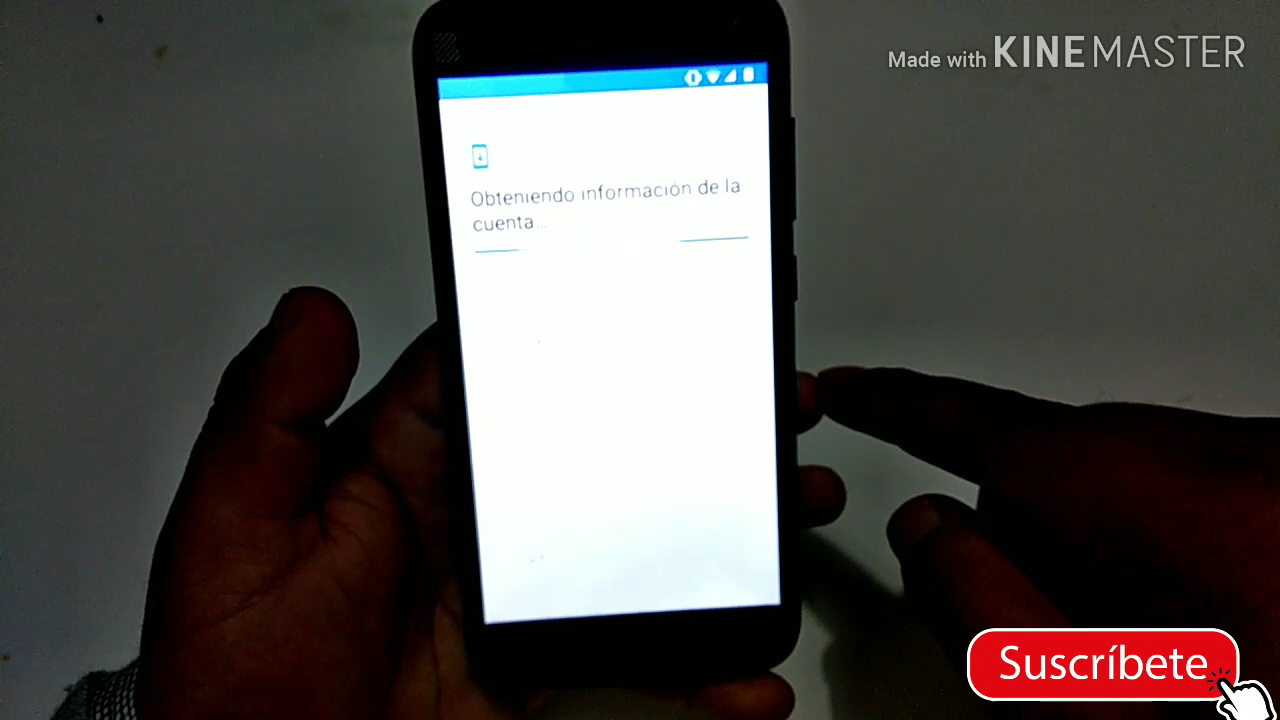 Made with KINEMASTER
Obteniendo información de la
cuenta...
Suscríbete